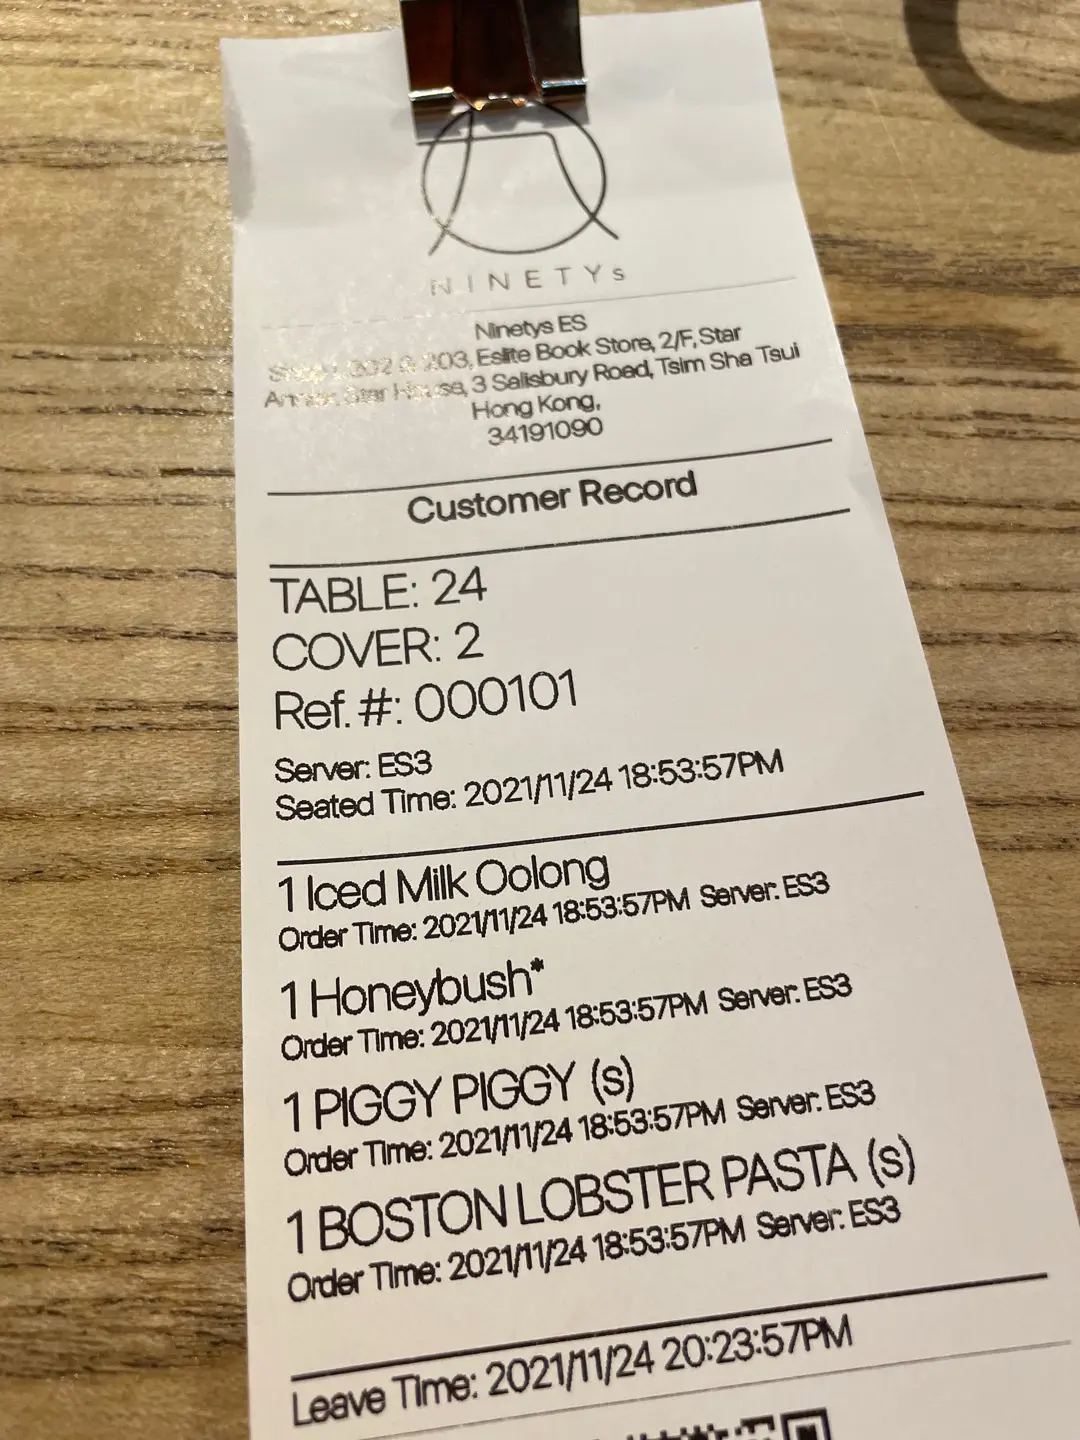 NINETYs
Ninetys ES
203, Eslite Book Store, 2/F, Star
Star House, 3 Salisbury Road, Tsim Sha Tsui
Hong Kong,
34191090
Customer Record
TABLE: 24
COVER: 2
Ref. #: 000101
Server: ES3
Seated Time: 2021/11/24 18:53:57PM
1 Iced Milk Oolong
Order Time: 2021/11/24 18:53:57PM Server: ES3
1 Honeybush*
Order Time: 2021/11/24 18:53:57PM Server: ES3
1 PIGGY PIGGY (s)
Order Time: 2021/11/24 18:53:57PM Server: ES3
1 BOSTON LOBSTER PASTA (s)
Order Time: 2021/11/24 18:53:57PM Server: ES3
Leave Time: 2021/11/24 20:23:57PM